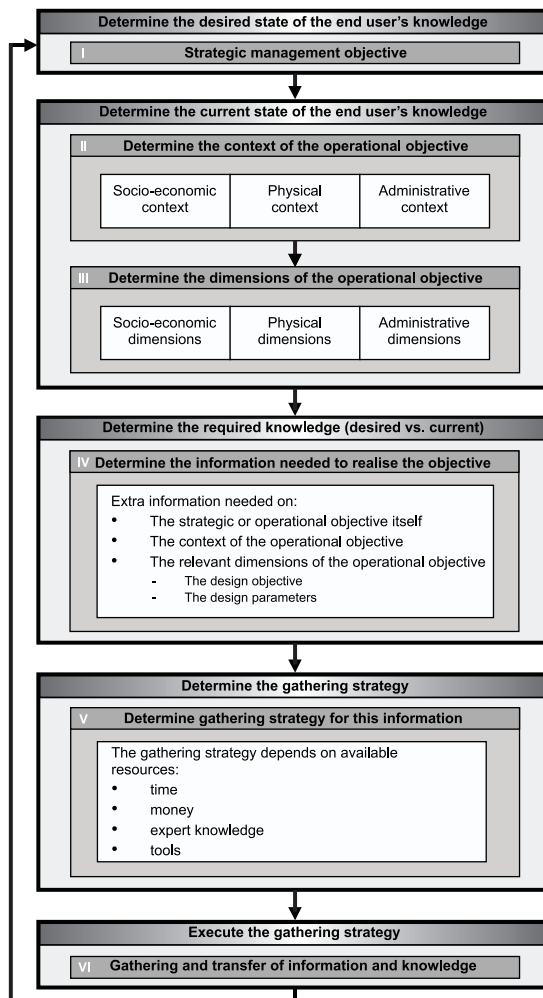 Determine the desired state of the end user's knowledge
I Strategic management objective
Determine the current state of the end user's knowledge
II Determine the context of the operational objective
Socio-economic
context
Physical
context
Administrative
context
III Determine the dimensions of the operational objective
Socio-economic
dimensions
Physical
dimensions
Administrative
dimensions
Determine the required knowledge (desired vs. current)
IV Determine the information needed to realise the objective
Extra information needed on:
• The strategic or operational objective itself
• The context of the operational objective
• The relevant dimensions of the operational objective
- The design objective
- The design parameters
Determine the gathering strategy
V Determine gathering strategy for this information
The gathering strategy depends on available
resources:
• time
• money
• expert knowledge
• tools
Execute the gathering strategy
VI Gathering and transfer of information and knowledge